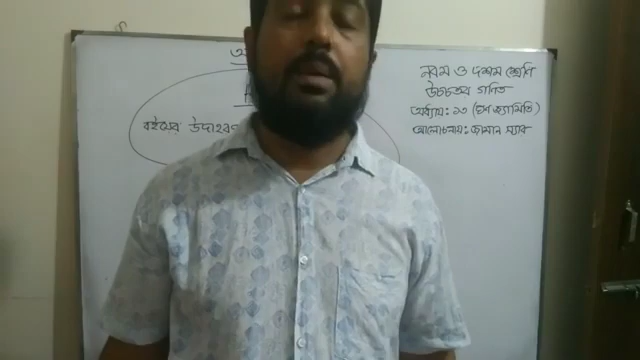 অ
বইয়ের উদাহরণ
নবম ও দশম শ্রেণি
উচ্চতর গণিত
অধ্যায়: ১৩ (ঘন জ্যামিতি)
আলোচনায়: জামান স্যার